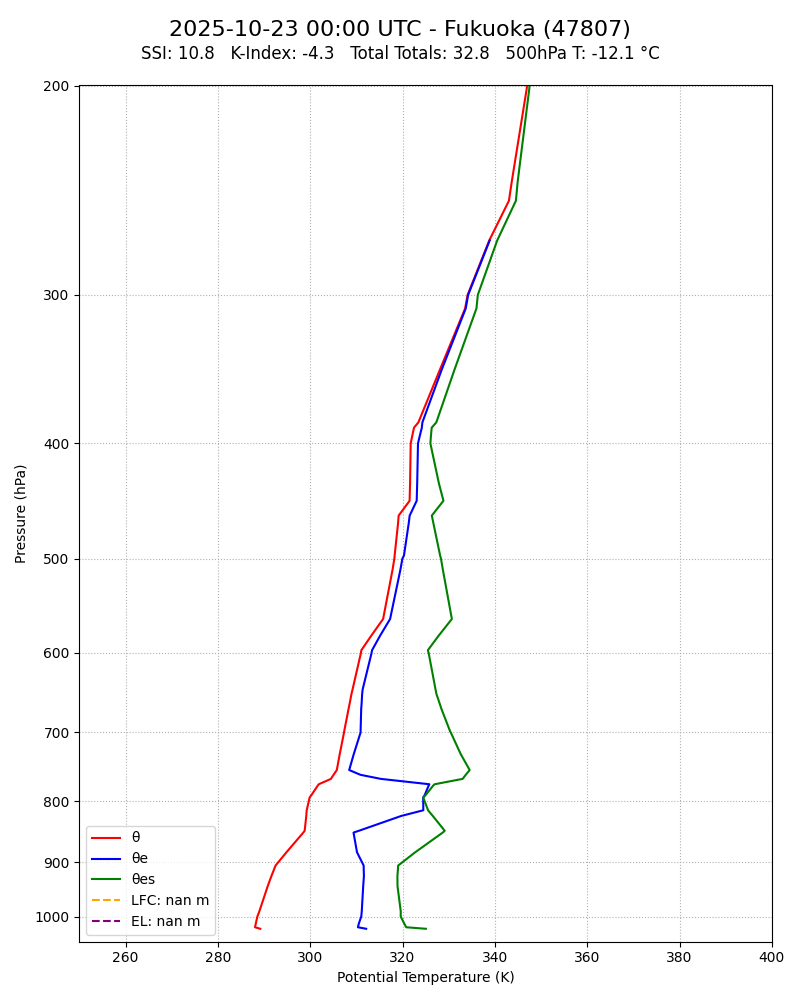 2025-10-23 00:00 UTC - Fukuoka (47807)
SSI: 10.8 K-Index: -4.3 Total Totals: 32.8 500hPa T: -12.1 °C
200
300
400
500
600
700
800
900
1000
Pressure (hPa)
θ
θe
θes
LFC: nan m
EL: nan m
260 280 300 320 340 360 380 400
Potential Temperature (K)